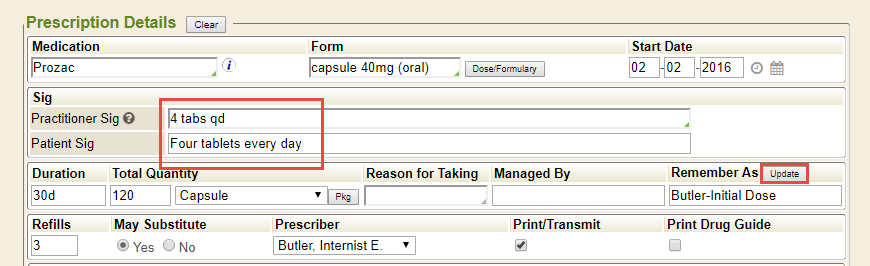 Prescription Details Clear
Medication Form Start Date
Prozac i capsule 40mg (oral) Dose/Formulary 02 -02 -2016
Sig
Practitioner Sig ? 4 tabs qd
Patient Sig Four tablets every day
Duration Total Quantity Reason for Taking Managed By Remember As Update
30d 120 Capsule Pkg Butler-Initial Dose
Refills May Substitute Prescriber Print/Transmit Print Drug Guide
3 Yes No Butler, Internist E.